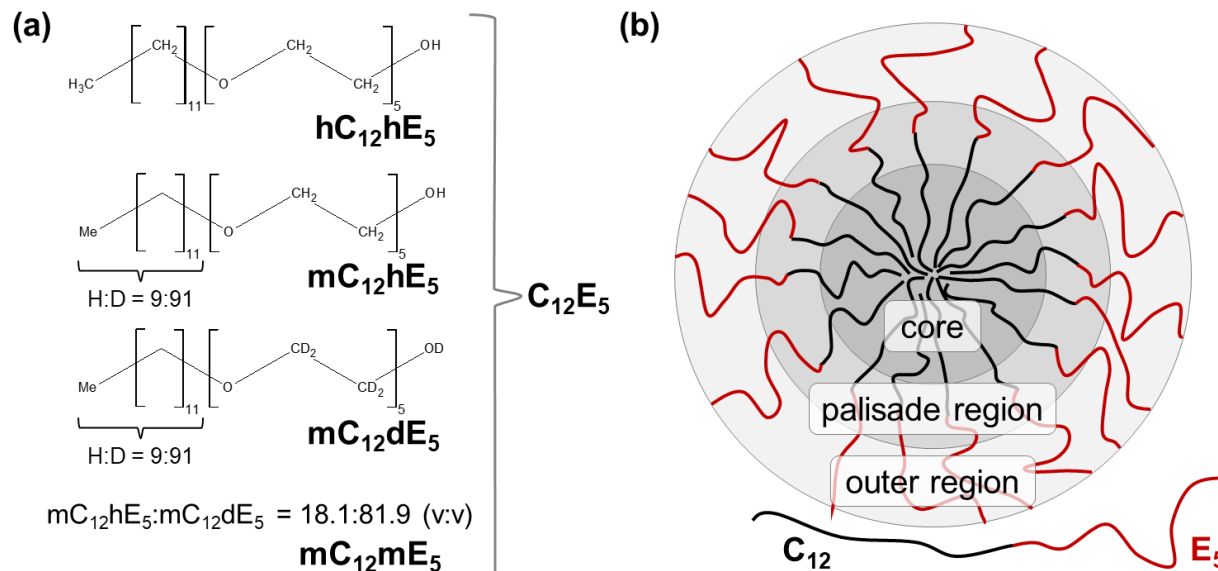 (a)
CH₂
CH₂
OH
H₃C
11
O
CH₂
5
hC₁₂hE₅
CH₂
OH
Me
11
O
CH₂
5
mC₁₂hE₅
H:D = 9:91
CD₂
OD
Me
11
O
CD₂
5
mC₁₂dE₅
H:D = 9:91
mC₁₂hE₅:mC₁₂dE₅ = 18.1:81.9 (v:v)
mC₁₂mE₅
C₁₂E₅
(b)
core
palisade region
outer region
C₁₂
E₅